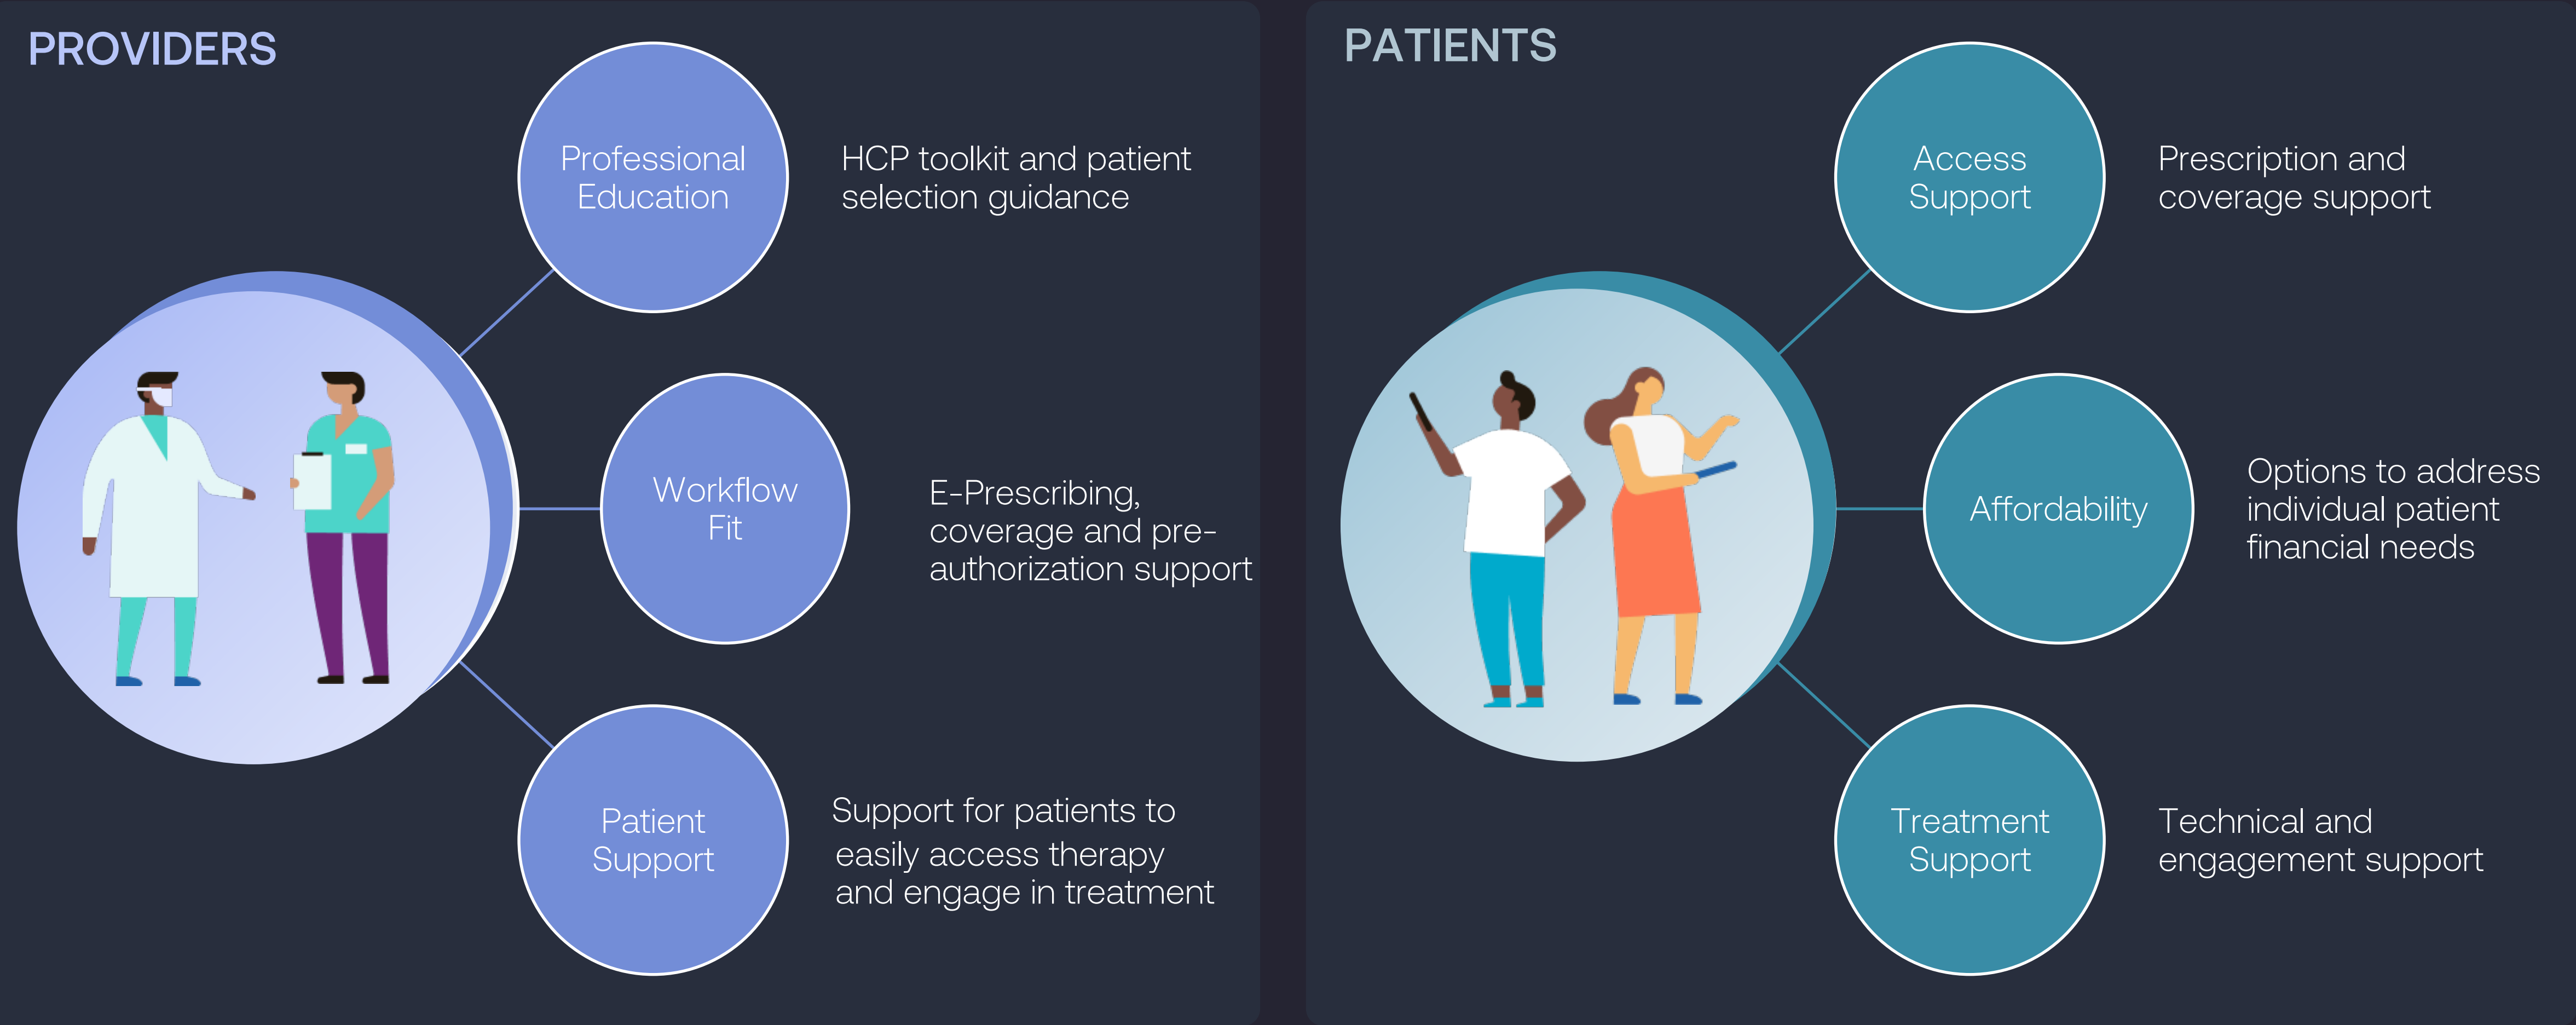 PROVIDERS
Professional
Education
HCP toolkit and patient
selection guidance
Workflow
Fit
E-Prescribing,
coverage and pre-
authorization support
Patient
Support
Support for patients to
easily access therapy
and engage in treatment
PATIENTS
Access
Support
Prescription and
coverage support
Affordability
Options to address
individual patient
financial needs
Treatment
Support
Technical and
engagement support